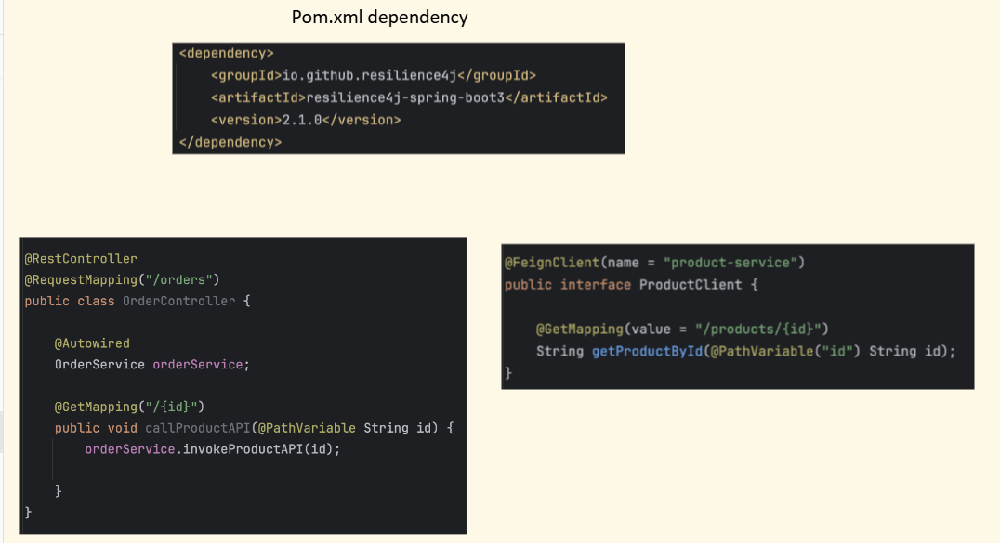 Pom.xml dependency
<dependency>
    <groupId>io.github.resilience4j</groupId>
    <artifactId>resilience4j-spring-boot3</artifactId>
    <version>2.1.0</version>
</dependency>
@RestController
@RequestMapping("/orders")
public class OrderController {
    @Autowired
    OrderService orderService;
    @GetMapping("/{id}")
    public void callProductAPI(@PathVariable String id) {
        orderService.invokeProductAPI(id);
    }
}
@FeignClient(name = "product-service")
public interface ProductClient {
    @GetMapping(value = "/products/{id}")
    String getProductById(@PathVariable("id") String id);
}